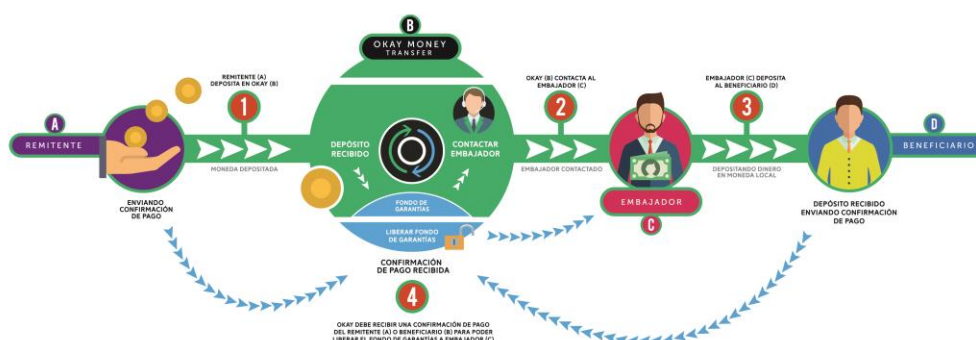 B
OKAY MONEY
TRANSFER
REMITENTE (A)
DEPOSITA EN OKAY (B)
1
OKAY (B) CONTACTA AL
EMBAJADOR (C)
2
EMBAJADOR (C) DEPOSITA
AL BENEFICIARIO (D)
3
A
REMITENTE
DEPÓSITO
RECIBIDO
CONTACTAR
EMBAJADOR
D
BENEFICIARIO
MONEDA DEPOSITADA
EMBAJADOR CONTACTADO
DEPOSITANDO DINERO
EN MONEDA LOCAL
ENVIANDO
CONFIRMACIÓN
DE PAGO
FONDO DE
GARANTÍAS
EMBAJADOR
C
DEPÓSITO RECIBIDO
ENVIANDO CONFIRMACIÓN
DE PAGO
LIBERAR FONDO
DE GARANTÍAS
CONFIRMACIÓN
DE PAGO RECIBIDA
4
OKAY DEBE RECIBIR UNA CONFIRMACIÓN DE PAGO
DEL REMITENTE (A) O BENEFICIARIO (B) PARA PODER
LIBERAR EL FONDO DE GARANTÍAS A EMBAJADOR (C)